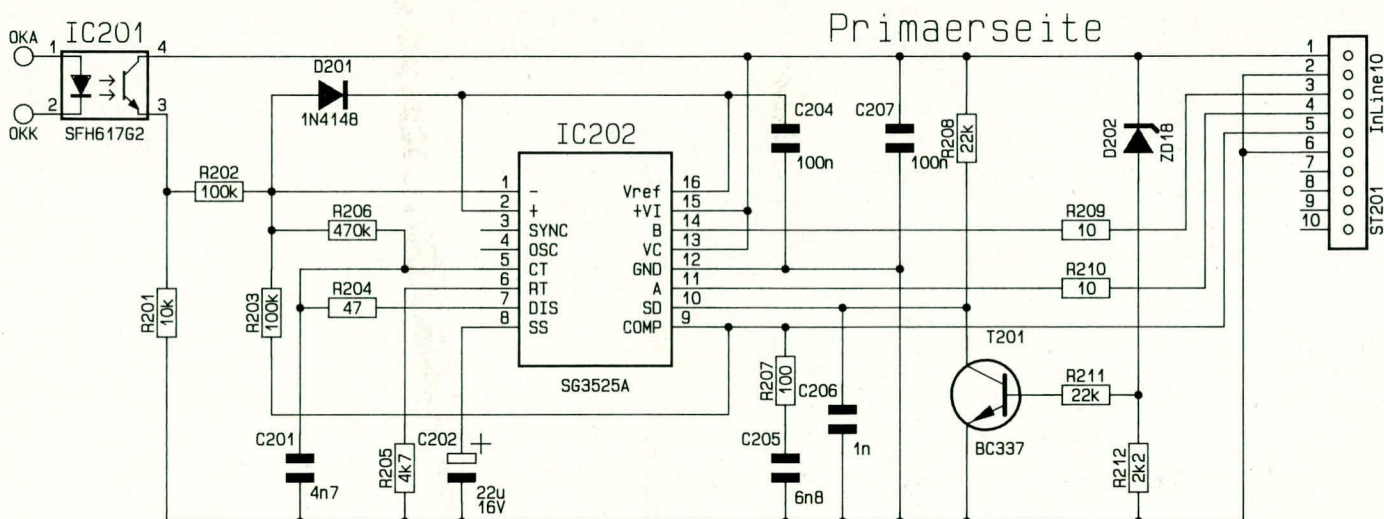 Primaerseite
IC201
OKA
1
4
2
3
OKK
SFH617G2
D201
1N4148
IC202
R202
100k
R206
470k
R204
47
R201
10k
R203
100k
1 - Vref 16
2 + +VI 15
3 SYNC B 14
4 OSC VC 13
5 CT GND 12
6 RT A 11
7 DIS SD 10
8 SS COMP 9
SG3525A
C204
100n
C207
100n
R208
22k
D202
ZD18
R209
10
R210
10
T201
BC337
R211
22k
R212
2k2
R207
100
C206
1n
C205
6n8
C201
4n7
R205
4k7
C202
+
22u
16V
1
2
3
4
5
6
7
8
9
10
InLine10
ST201